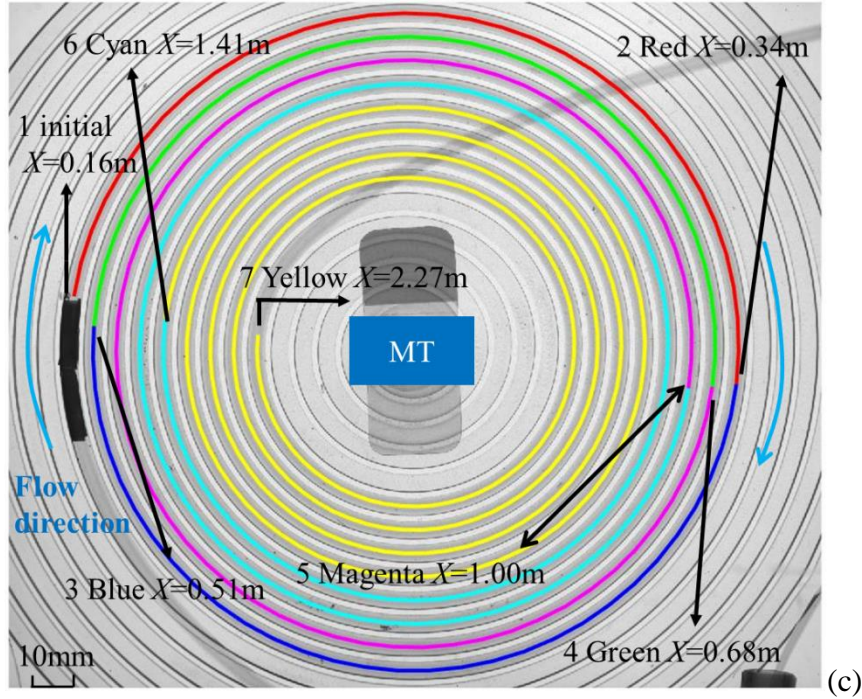 6 Cyan X=1.41m
2 Red X=0.34m
1 initial
X=0.16m
7 Yellow X=2.27m
MT
Flow
direction
5 Magenta X=1.00m
3 Blue X=0.51m
4 Green X=0.68m
10mm
(c)